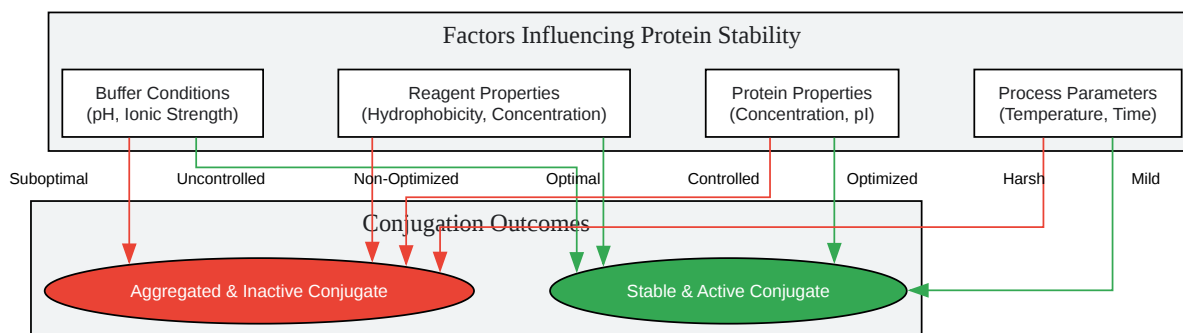 Factors Influencing Protein Stability
Buffer Conditions
(pH, Ionic Strength)
Reagent Properties
(Hydrophobicity, Concentration)
Protein Properties
(Concentration, pI)
Process Parameters
(Temperature, Time)
Suboptimal
Uncontrolled
Non-Optimized
Optimal
Controlled
Optimized
Harsh
Mild
Conjugation Outcomes
Aggregated & Inactive Conjugate
Stable & Active Conjugate